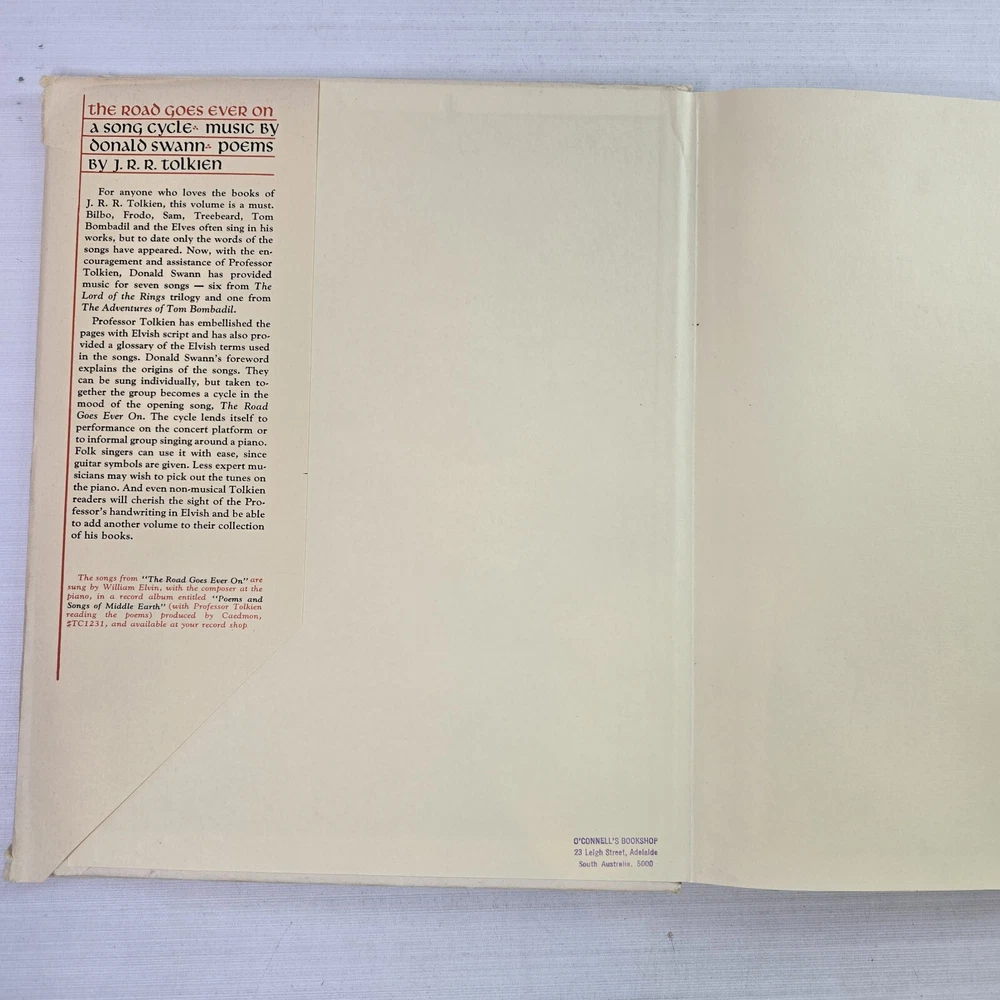 the ROAD GOES EVER ON
a song cycle∴ music by
donald swann∴ poems
by J. R. R. tolkien
For anyone who loves the books of
J. R. R. Tolkien, this volume is a must.
Bilbo, Frodo, Sam, Treebeard, Tom
Bombadil and the Elves often sing in his
works, but to date only the words of the
songs have appeared. Now, with the en-
couragement and assistance of Professor
Tolkien, Donald Swann has provided
music for seven songs — six from The
Lord of the Rings trilogy and one from
The Adventures of Tom Bombadil.
Professor Tolkien has embellished the
pages with Elvish script and has also pro-
vided a glossary of the Elvish terms used
in the songs. Donald Swann's foreword
explains the origins of the songs. They
can be sung individually, but taken to-
gether the group becomes a cycle in the
mood of the opening song, The Road
Goes Ever On. The cycle lends itself to
performance on the concert platform or
to informal group singing around a piano.
Folk singers can use it with ease, since
guitar symbols are given. Less expert mu-
sicians may wish to pick out the tunes on
the piano. And even non-musical Tolkien
readers will cherish the sight of the Pro-
fessor's handwriting in Elvish and be able
to add another volume to their collection
of his books.
The songs from "The Road Goes Ever On" are
sung by William Elvin, with the composer at the
piano, in a record album entitled "Poems and
Songs of Middle Earth" (with Professor Tolkien
reading the poems) produced by Caedmon,
#TC1231, and available at your record shop.
O'CONNELL'S BOOKSHOP
23 Leigh Street, Adelaide
South Australia, 5000